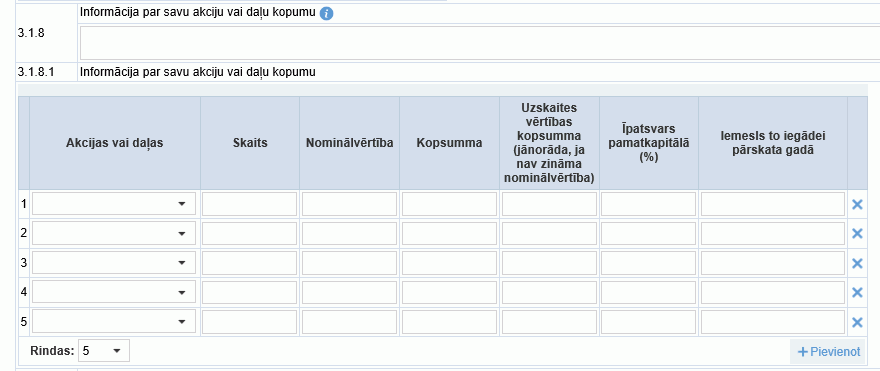 Informācija par savu akciju vai daļu kopumu
3.1.8
3.1.8.1 Informācija par savu akciju vai daļu kopumu
Akcijas vai daļas
Skaits
Nominālvērtība
Kopsumma
Uzskaites
vērtības
kopsumma
(jānorāda, ja
nav zināma
nominālvērtība)
Īpatsvars
pamatkapitālā
(%)
Iemesls to iegādei
pārskata gadā
1
2
3
4
5
Rindas: 5
+Pievienot